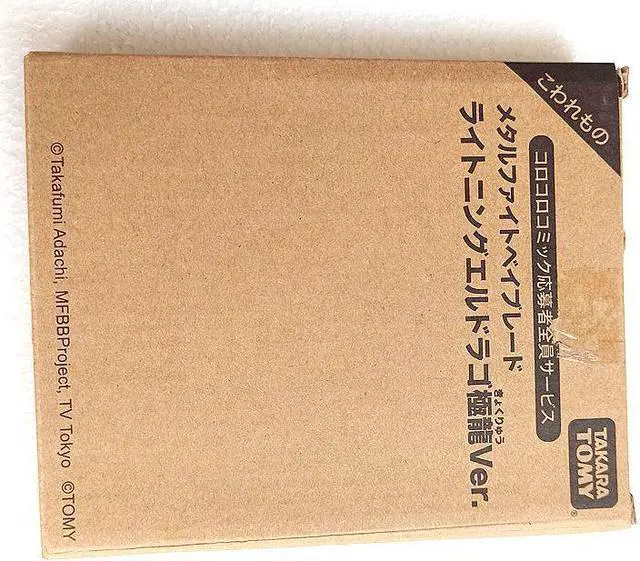 こわれもの
コロコロコミック応募者全員サービス
メタルファイトベイブレード
ライトニングエルドラゴ極龍Ver.
きょくりゅう
TAKARA
TOMY
®
©Takafumi Adachi, MFBBProject, TV Tokyo ©TOMY